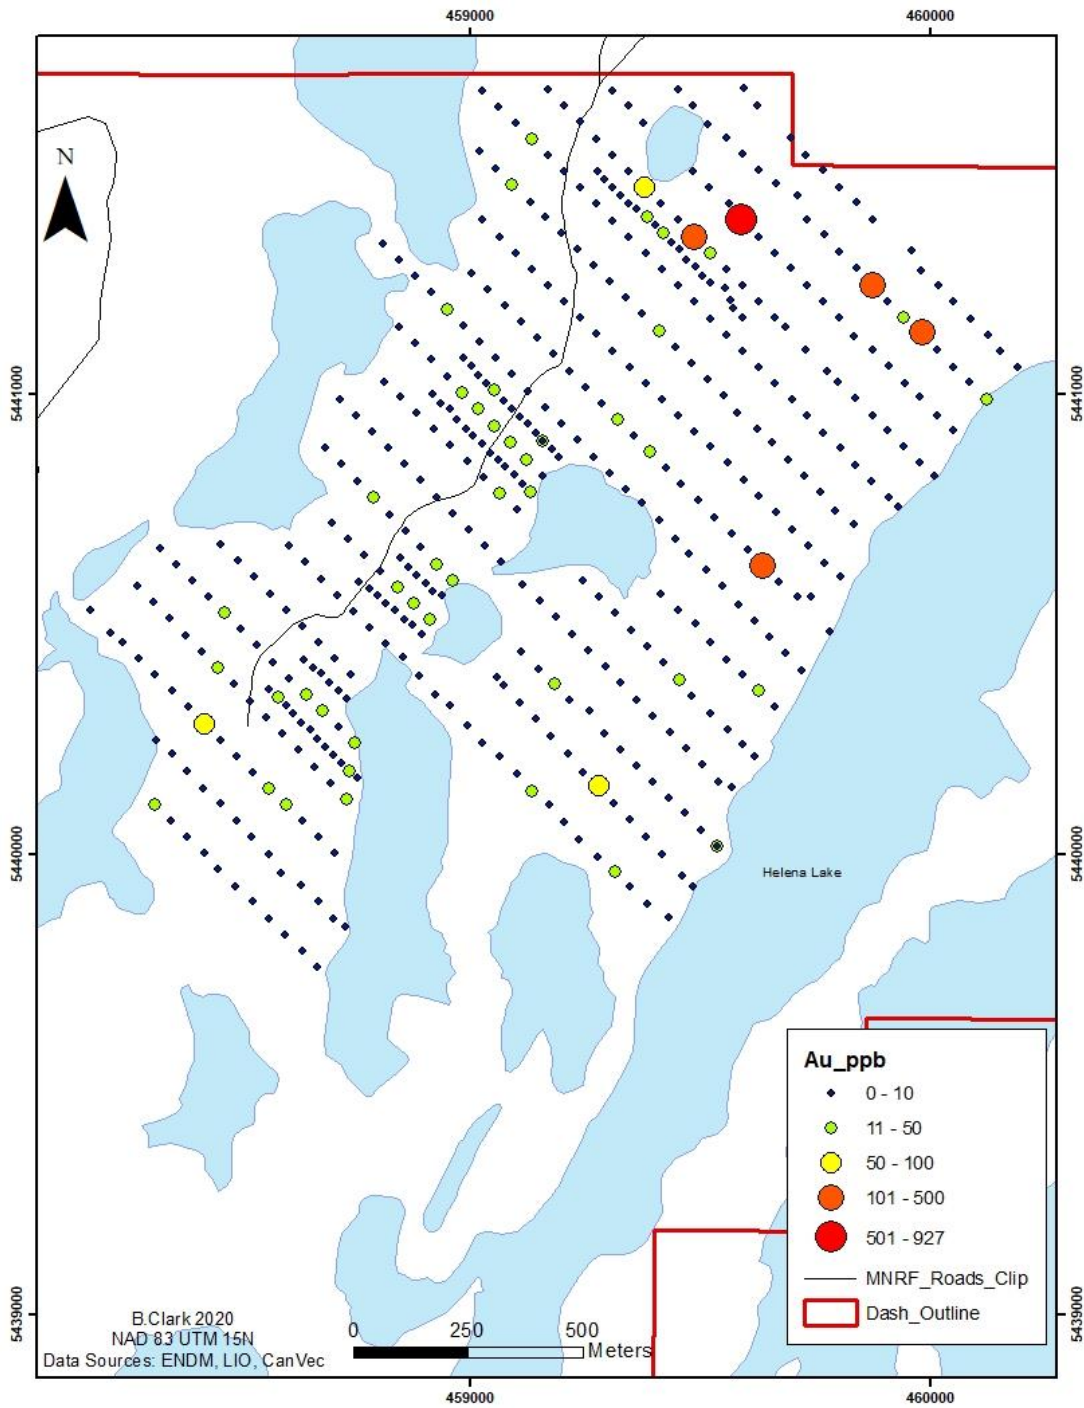 459000
460000
N
5441000
5441000
5440000
5440000
Helena Lake
Au_ppb
0 - 10
11 - 50
50 - 100
101 - 500
501 - 927
MNRF_Roads_Clip
Dash_Outline
5439000
5439000
B.Clark 2020
NAD 83 UTM 15N
Data Sources: ENDM, LIO, CanVec
0 250 500
Meters
459000
460000